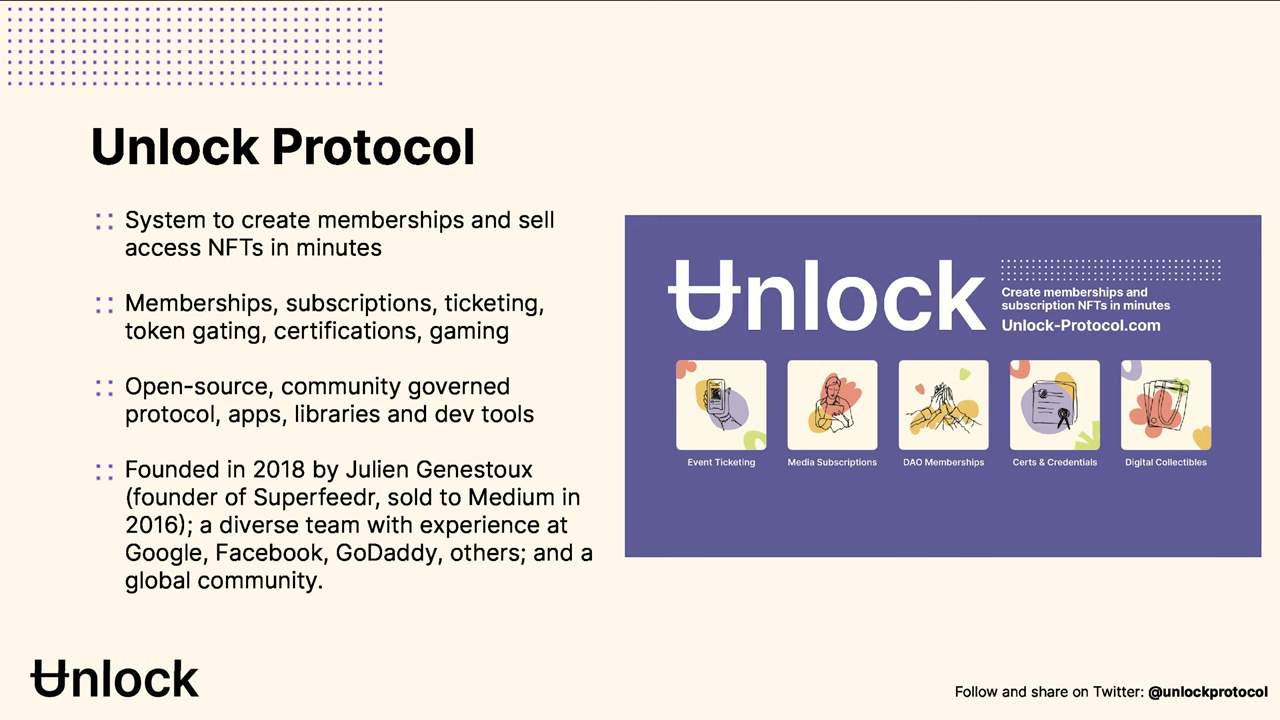 Unlock Protocol
System to create memberships and sell
access NFTs in minutes
Memberships, subscriptions, ticketing,
token gating, certifications, gaming
Open-source, community governed
protocol, apps, libraries and dev tools
Founded in 2018 by Julien Genestoux
(founder of Superfeedr, sold to Medium in
2016); a diverse team with experience at
Google, Facebook, GoDaddy, others; and a
global community.
Unlock
Create memberships and
subscription NFTs in minutes
Unlock-Protocol.com
Event Ticketing
Media Subscriptions
DAO Memberships
Certs & Credentials
Digital Collectibles
Unlock
Follow and share on Twitter: @unlockprotocol